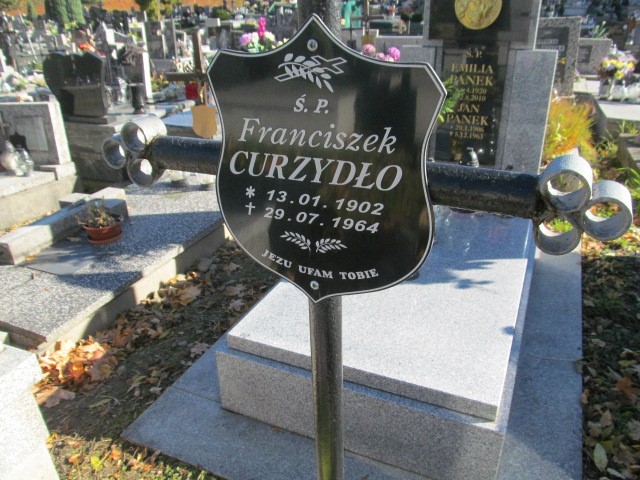 Ś. P.
Franciszek
CURZYDŁO
* 13. 01. 1902
† 29. 07. 1964
JEZU UFAM TOBIE
Ś. P.
EMILIA
PANEK
JAN
PANEK